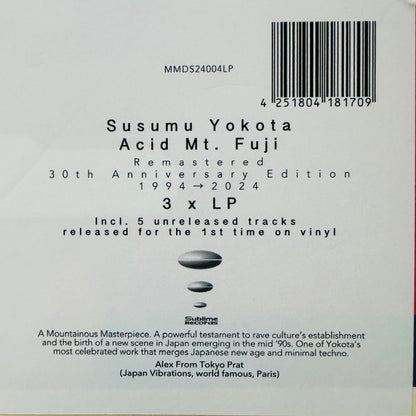 MMDS24004LP
4 251804 181709
Susumu Yokota
Acid Mt. Fuji
Remastered
30th Anniversary Edition
1994→2024
3 x LP
Incl. 5 unreleased tracks
released for the 1st time on vinyl
Sublime
Records
A Mountainous Masterpiece. A powerful testament to rave culture's establishment
and the birth of a new scene in Japan emerging in the mid '90s. One of Yokota's
most celebrated work that merges Japanese new age and minimal techno.
Alex From Tokyo Prat
(Japan Vibrations, world famous, Paris)